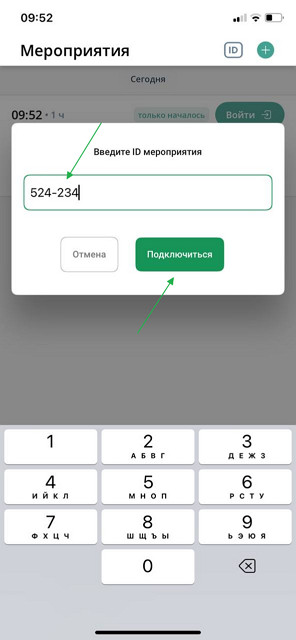 09:52
Мероприятия ID
Сегодня
09:52 • 1 ч только началось Войти
Введите ID мероприятия
524-234
Отмена Подключиться
1 2 3
А Б В Г Д Е Ж З
4 5 6
И Й К Л М Н О П Р С Т У
7 8 9
Ф Х Ц Ч Ш Щ Ъ Ы Ь Э Ю Я
0